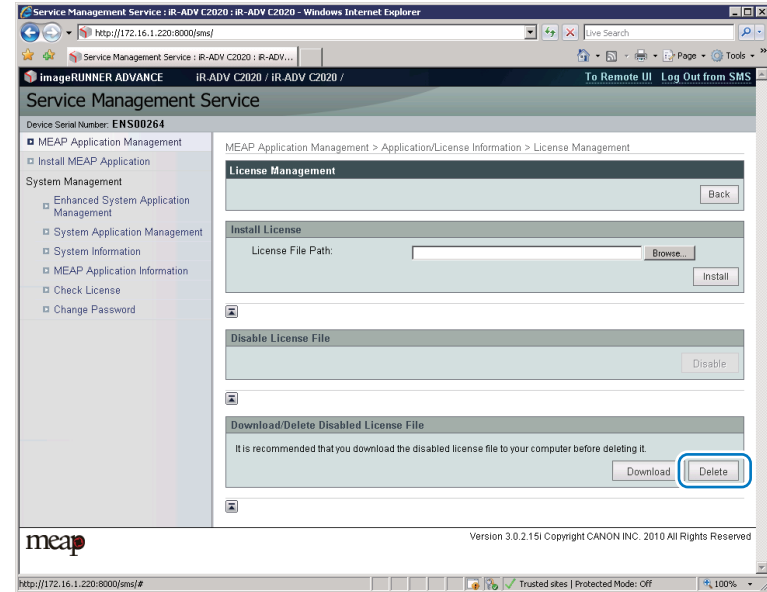 Service Management Service : iR-ADV C2020 : iR-ADV C2020 - Windows Internet Explorer
http://172.16.1.220:8000/sms/
Live Search
Service Management Service : iR-ADV C2020 : iR-ADV...
Page
Tools
imageRUNNER ADVANCE iR-ADV C2020 / iR-ADV C2020 /
To Remote UI Log Out from SMS
Service Management Service
Device Serial Number: ENS00264
MEAP Application Management
Install MEAP Application
System Management
Enhanced System Application
Management
System Application Management
System Information
MEAP Application Information
Check License
Change Password
MEAP Application Management > Application/License Information > License Management
License Management
Back
Install License
License File Path:
Browse...
Install
Disable License File
Disable
Download/Delete Disabled License File
It is recommended that you download the disabled license file to your computer before deleting it.
Download Delete
meap
Version 3.0.2.15i Copyright CANON INC. 2010 All Rights Reserved
http://172.16.1.220:8000/sms/#
Trusted sites | Protected Mode: Off
100%